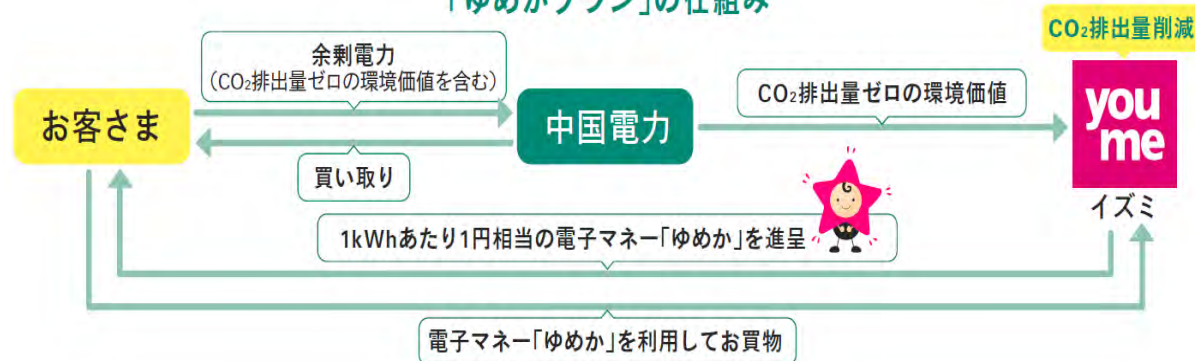 「ゆめかプラン」の仕組み
CO₂排出量削減
余剰電力
（CO₂排出量ゼロの環境価値を含む）
CO₂排出量ゼロの環境価値
お客さま
中国電力
you
me
買い取り
イズミ
1kWhあたり1円相当の電子マネー「ゆめか」を進呈
電子マネー「ゆめか」を利用してお買物